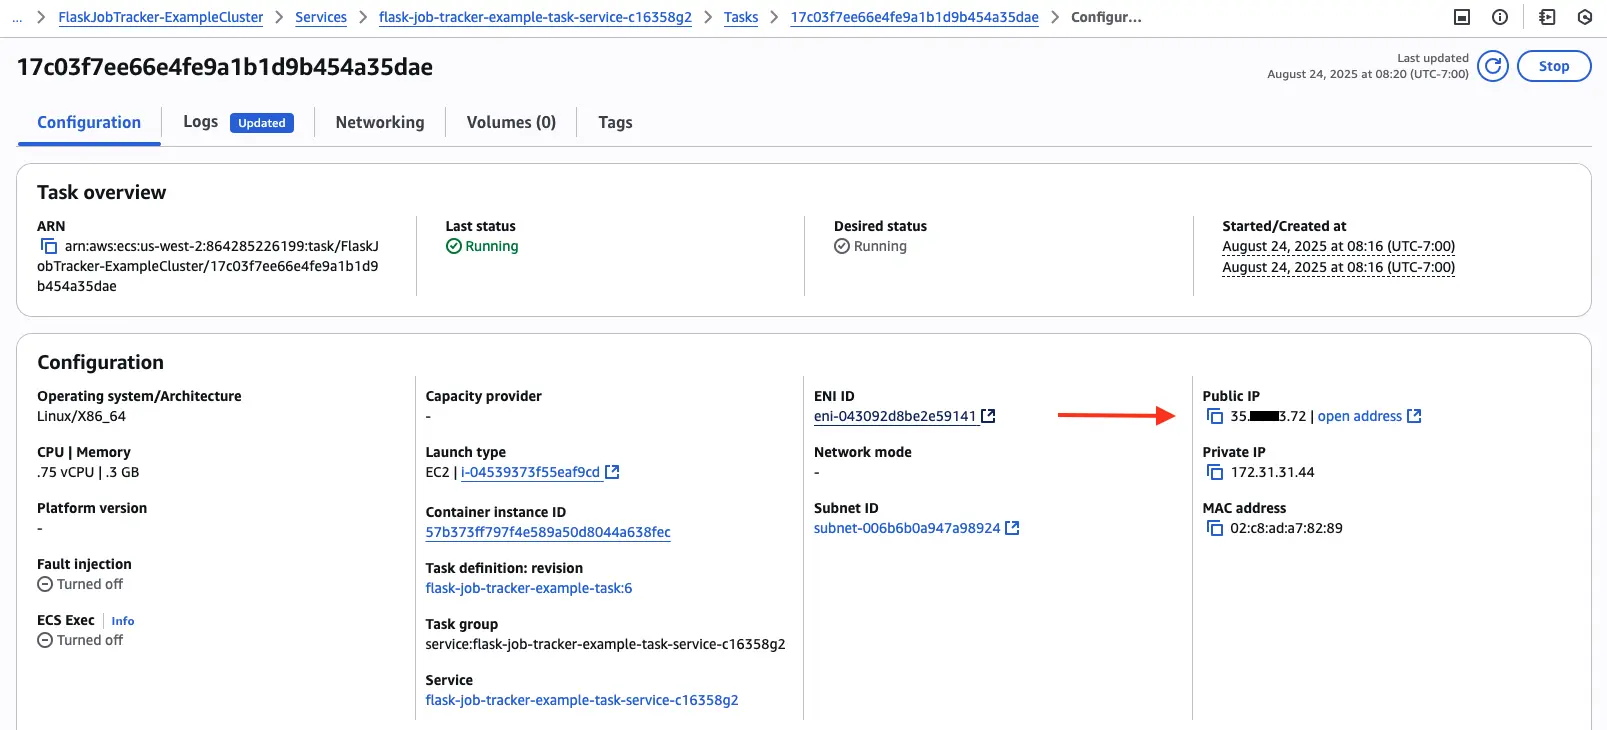 ... > FlaskJobTracker-ExampleCluster > Services > flask-job-tracker-example-task-service-c16358g2 > Tasks > 17c03f7ee66e4fe9a1b1d9b454a35dae > Configur...
17c03f7ee66e4fe9a1b1d9b454a35dae
Last updated
August 24, 2025 at 08:20 (UTC-7:00)
Stop
Configuration
Logs Updated
Networking
Volumes (0)
Tags
Task overview
ARN
arn:aws:ecs:us-west-2:864285226199:task/FlaskJ
obTracker-ExampleCluster/17c03f7ee66e4fe9a1b1d9
b454a35dae
Last status
Running
Desired status
Running
Started/Created at
August 24, 2025 at 08:16 (UTC-7:00)
August 24, 2025 at 08:16 (UTC-7:00)
Configuration
Operating system/Architecture
Linux/X86_64
CPU | Memory
.75 vCPU | .3 GB
Platform version
-
Fault injection
Turned off
ECS Exec | Info
Turned off
Capacity provider
-
Launch type
EC2 | i-04539373f55eaf9cd
Container instance ID
57b373ff797f4e589a50d8044a638fec
Task definition: revision
flask-job-tracker-example-task:6
Task group
service:flask-job-tracker-example-task-service-c16358g2
Service
flask-job-tracker-example-task-service-c16358g2
ENI ID
eni-043092d8be2e59141
Network mode
-
Subnet ID
subnet-006b6b0a947a98924
Public IP
35. 3.72 | open address
Private IP
172.31.31.44
MAC address
02:c8:ad:a7:82:89